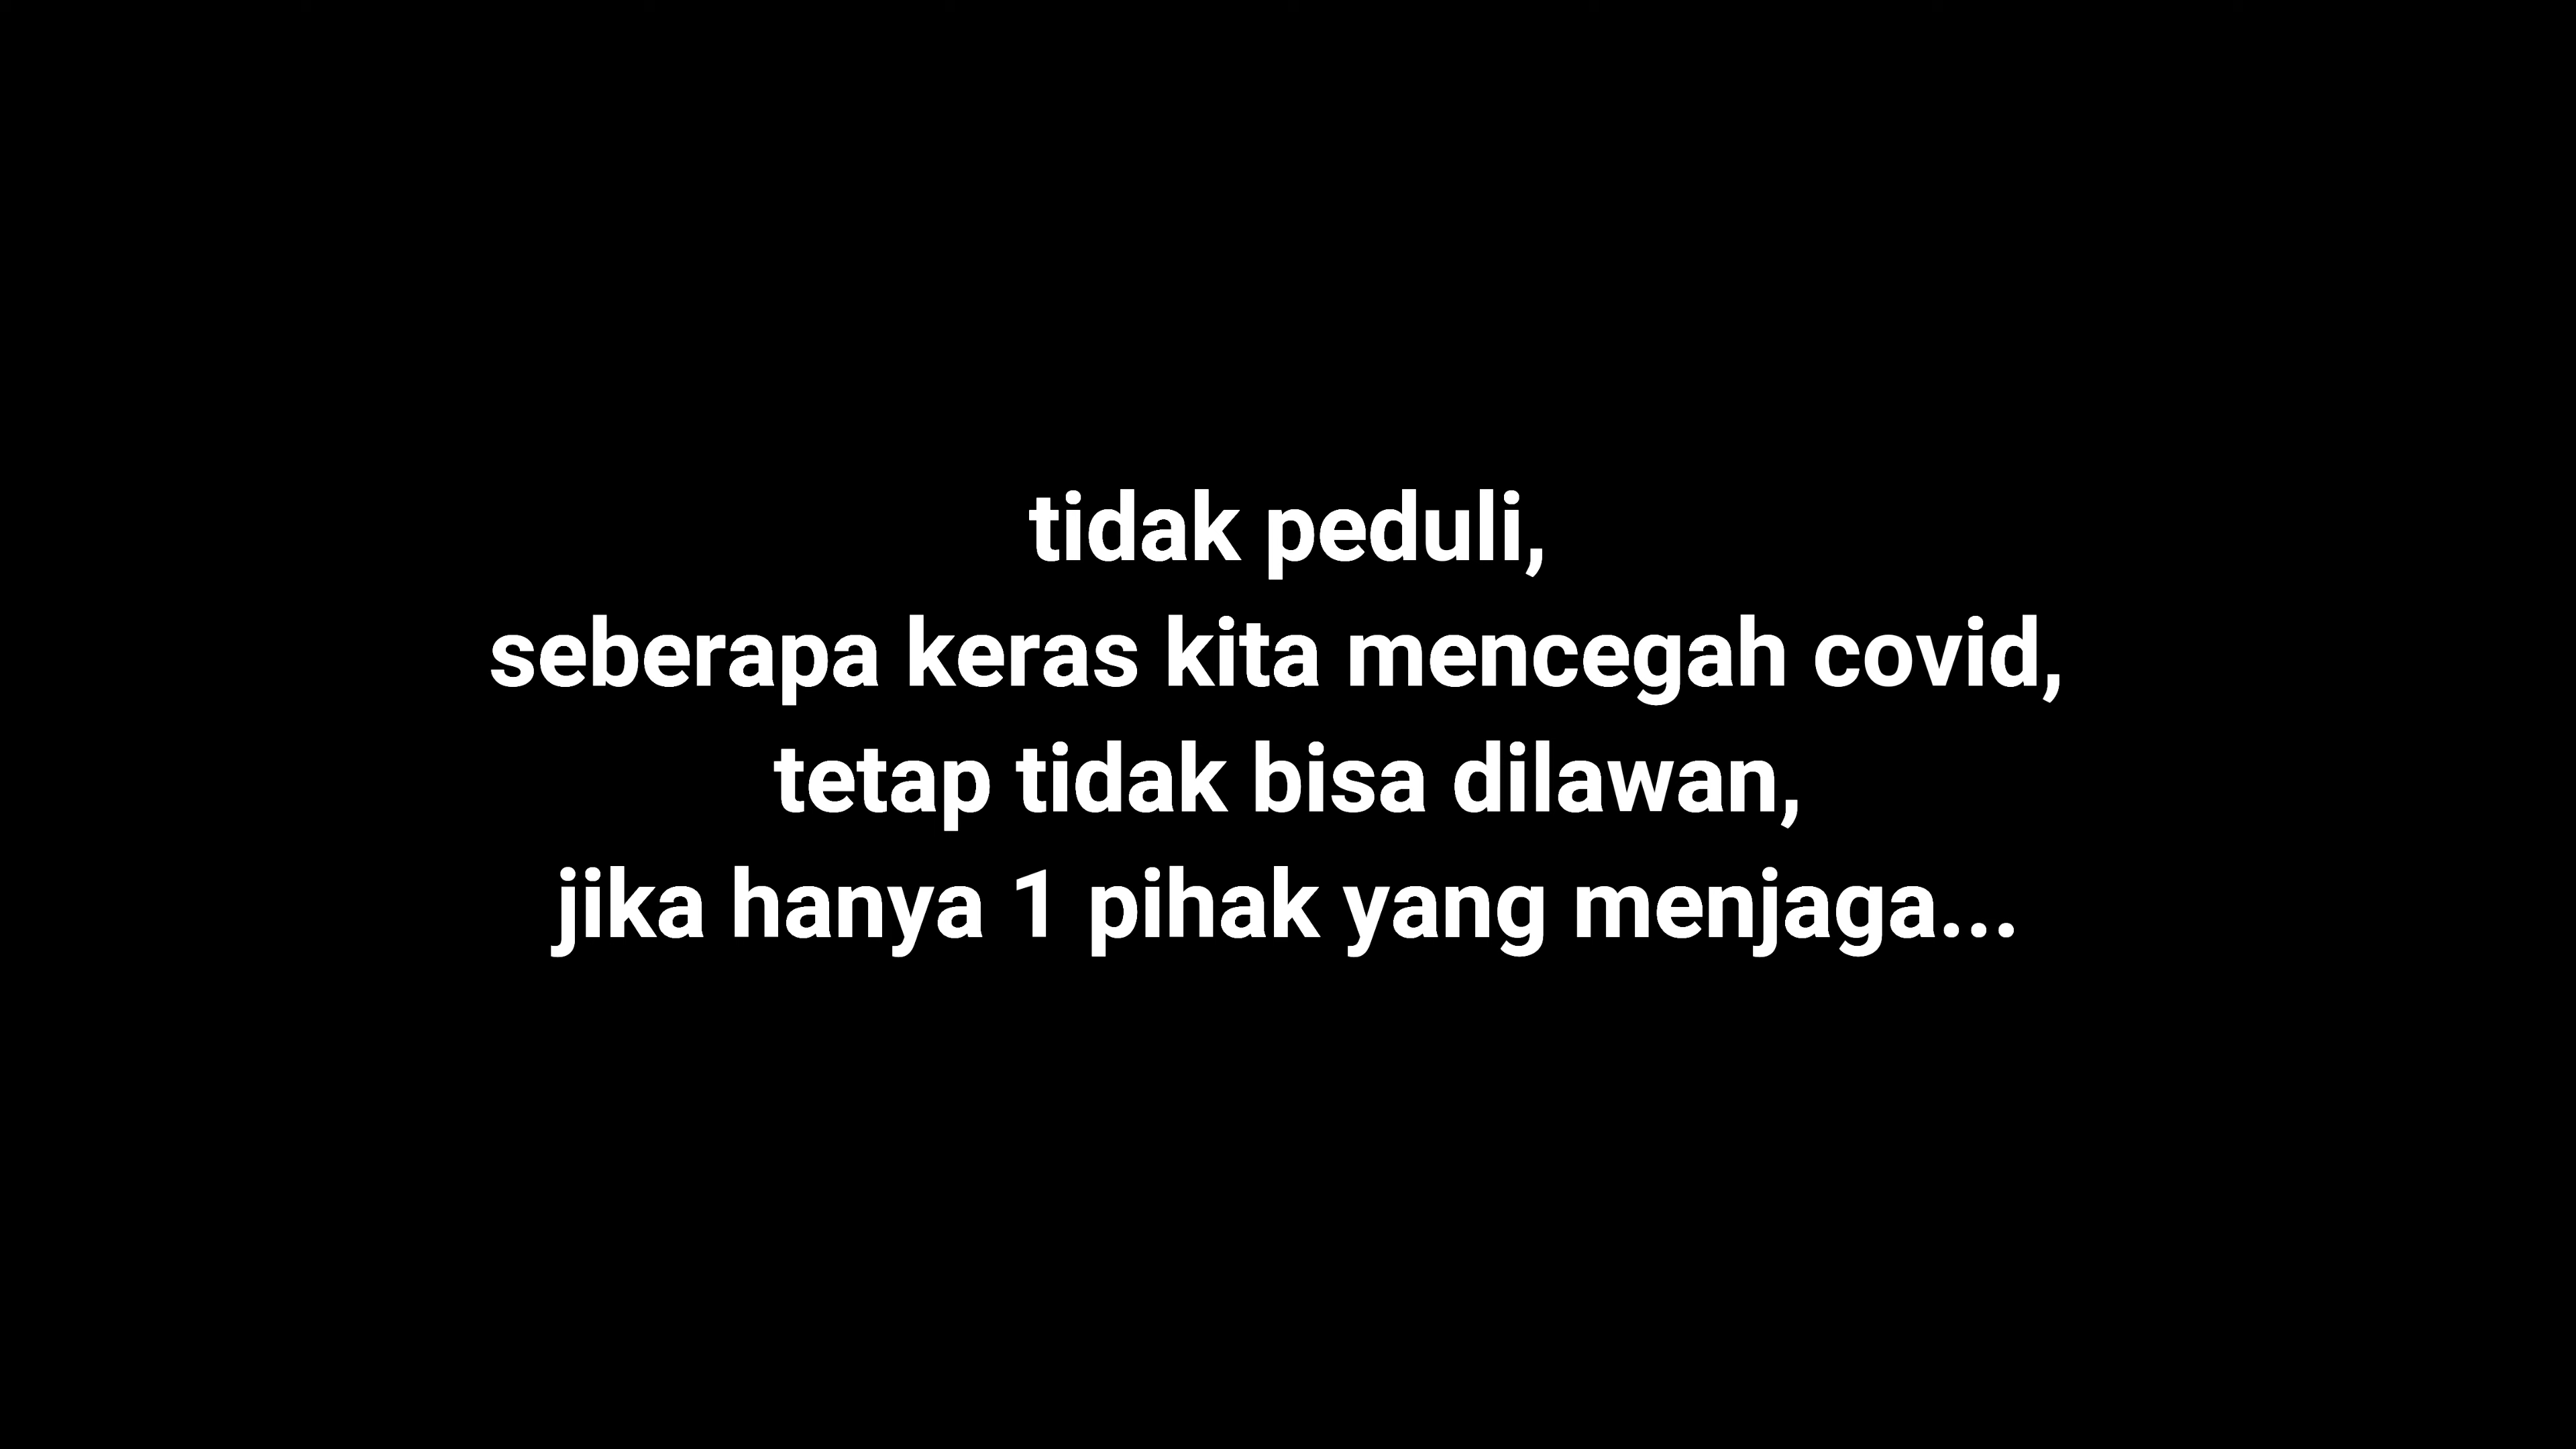 tidak peduli,
seberapa keras kita mencegah covid,
tetap tidak bisa dilawan,
jika hanya 1 pihak yang menjaga...